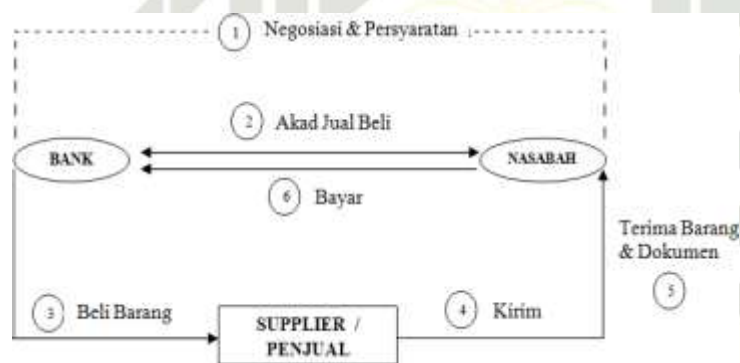 1 Negosiasi & Persyaratan
2 Akad Jual Beli
BANK
NASABAH
6 Bayar
Terima Barang
& Dokumen
5
3 Beli Barang
4 Kirim
SUPPLIER /
PENJUAL